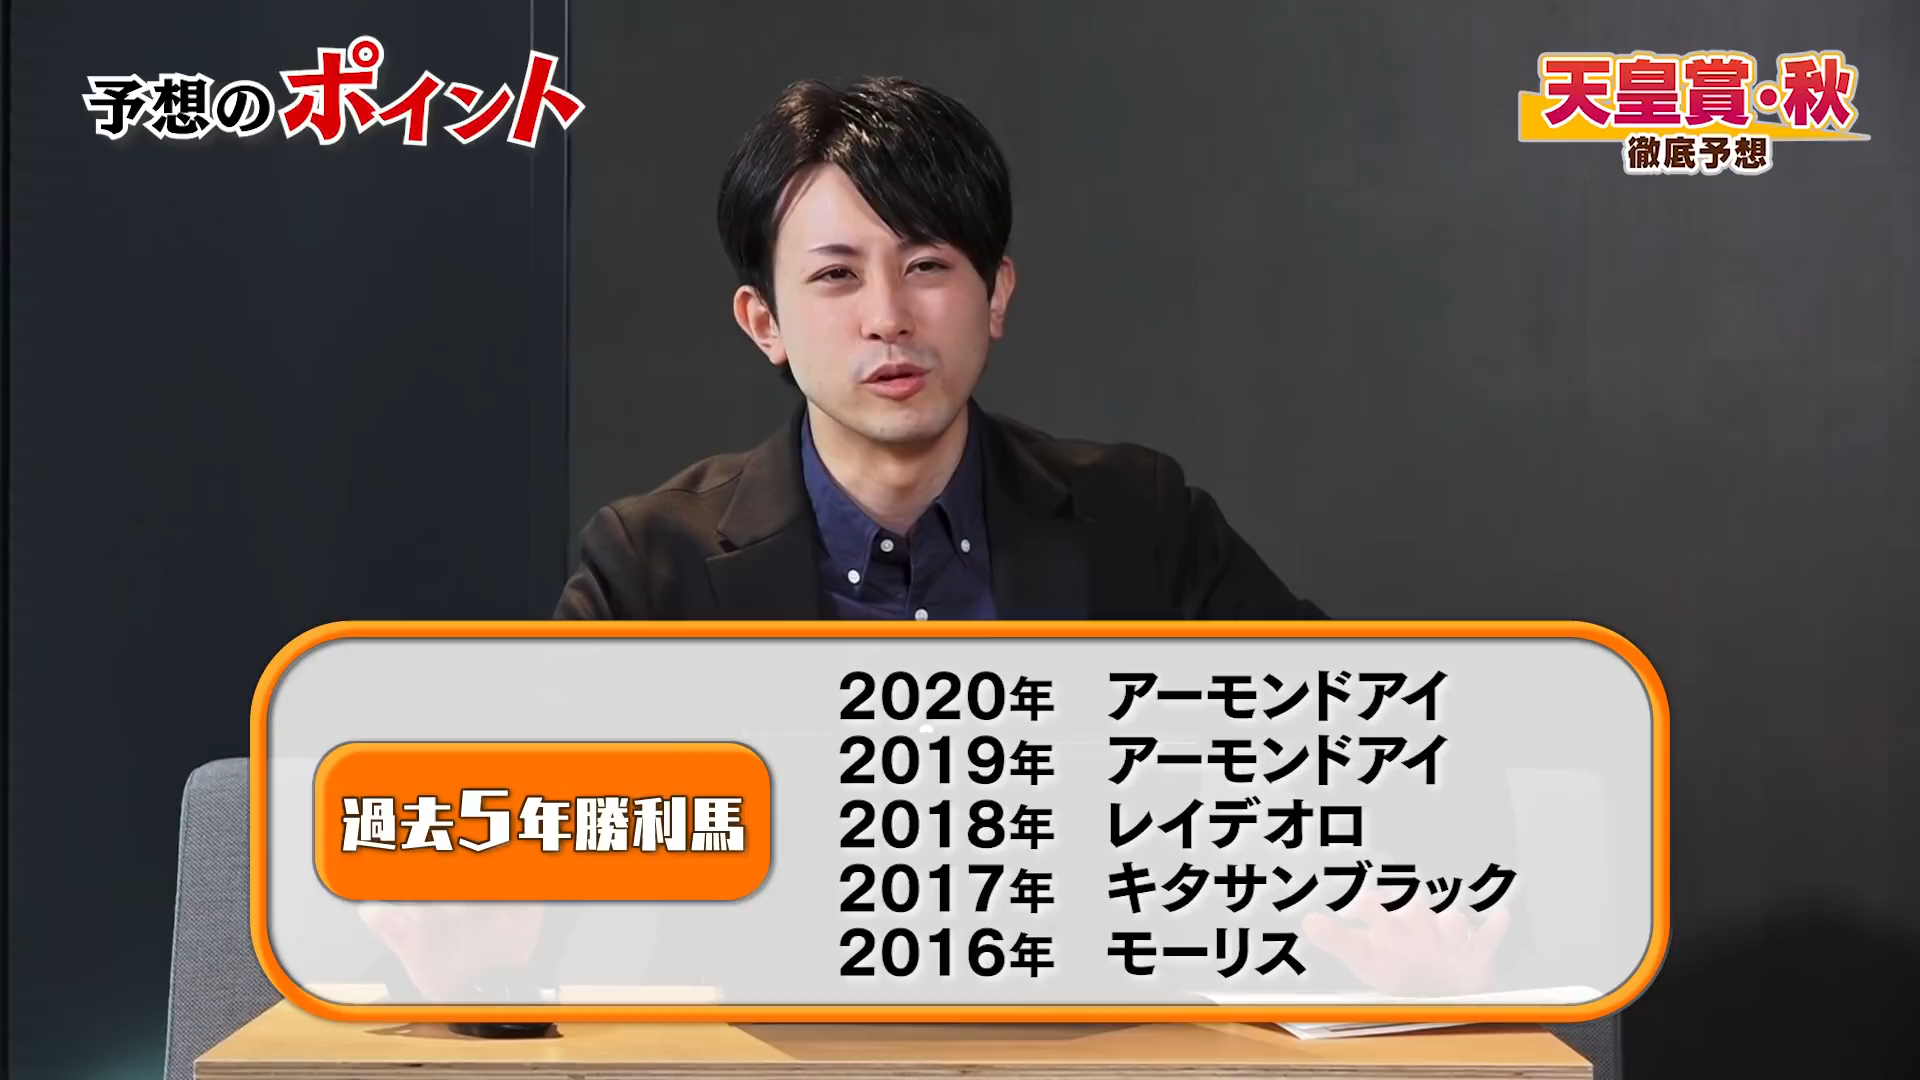 予想のポイント
天皇賞・秋
徹底予想
過去5年勝利馬
2020年 アーモンドアイ
2019年 アーモンドアイ
2018年 レイデオロ
2017年 キタサンブラック
2016年 モーリス